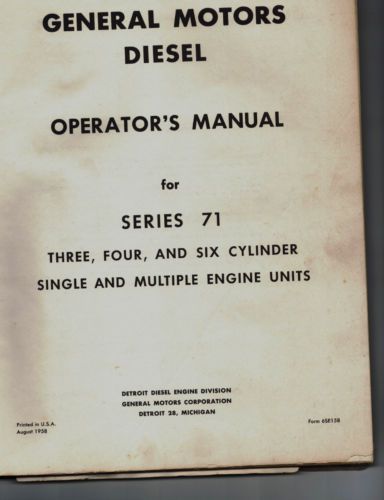 GENERAL MOTORS
DIESEL
OPERATOR'S MANUAL
for
SERIES 71
THREE, FOUR, AND SIX CYLINDER
SINGLE AND MULTIPLE ENGINE UNITS
DETROIT DIESEL ENGINE DIVISION
GENERAL MOTORS CORPORATION
DETROIT 28, MICHIGAN
Printed in U.S.A.
August 1958
Form 6SE158